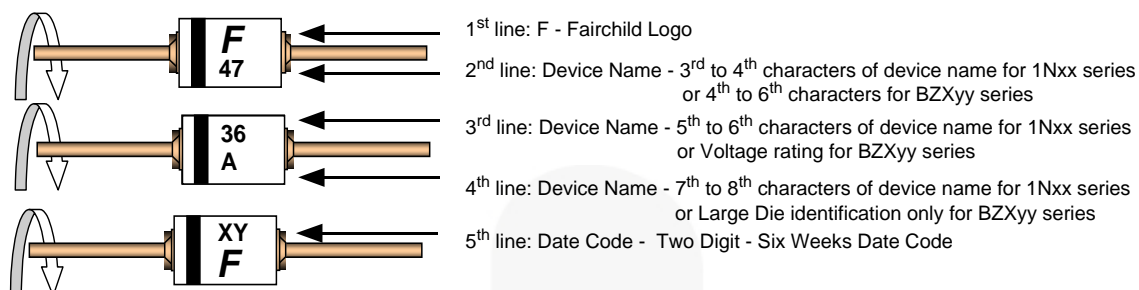 F
47
36
A
XY
F
1st line: F - Fairchild Logo
2nd line: Device Name - 3rd to 4th characters of device name for 1Nxx series
or 4th to 6th characters for BZXyy series
3rd line: Device Name - 5th to 6th characters of device name for 1Nxx series
or Voltage rating for BZXyy series
4th line: Device Name - 7th to 8th characters of device name for 1Nxx series
or Large Die identification only for BZXyy series
5th line: Date Code - Two Digit - Six Weeks Date Code